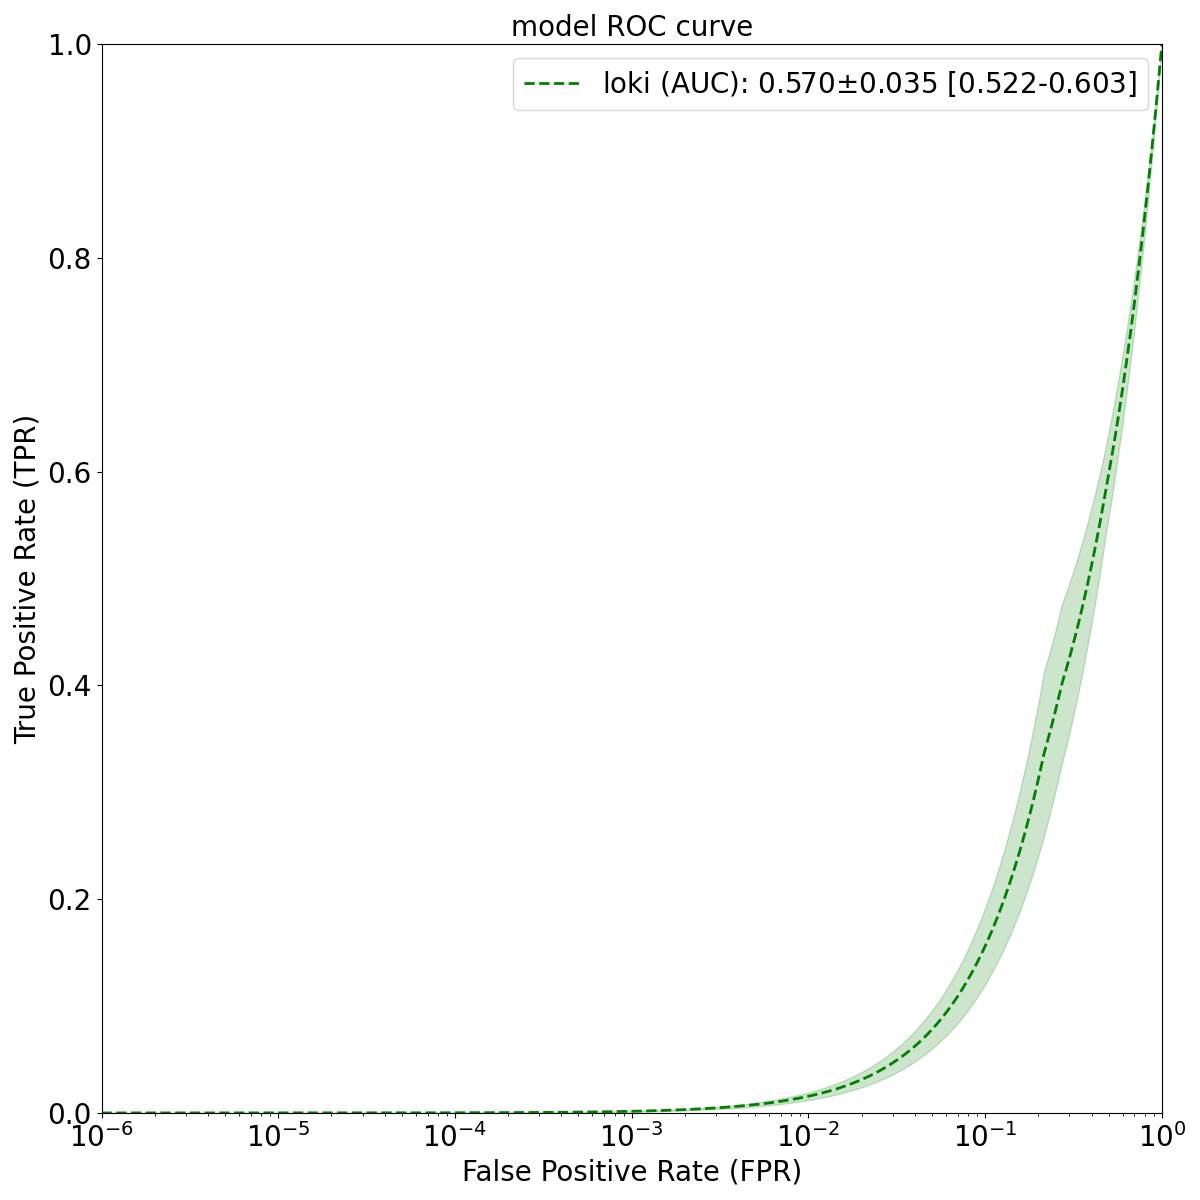 model ROC curve
loki (AUC): 0.570±0.035 [0.522-0.603]
1.0
0.8
0.6
0.4
0.2
0.0
True Positive Rate (TPR)
10⁻⁶ 10⁻⁵ 10⁻⁴ 10⁻³ 10⁻² 10⁻¹ 10⁰
False Positive Rate (FPR)